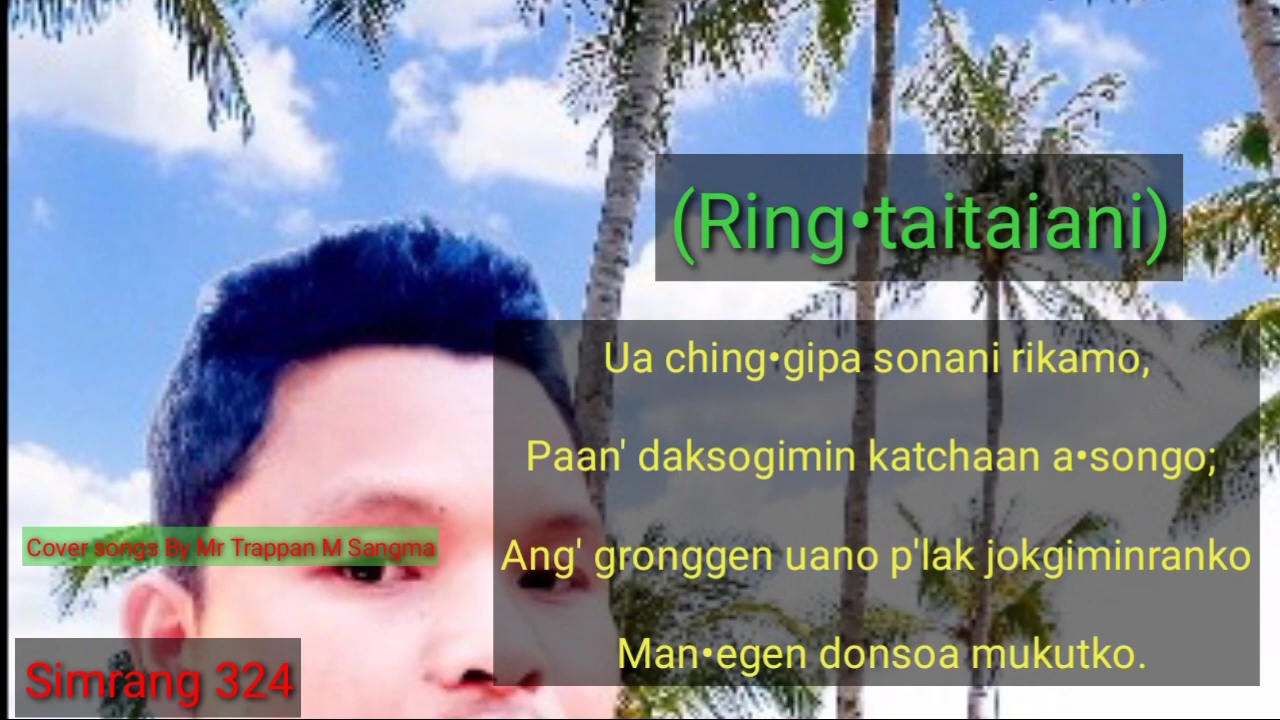 (Ring•taitaiani)
Ua ching•gipa sonani rikamo,
Paan' daksogimin katchaan a•songo;
Ang' gronggen uano p'lak jokgiminranko
Man•egen donsoa mukutko.
Cover songs By Mr Trappan M Sangma
Simrang 324